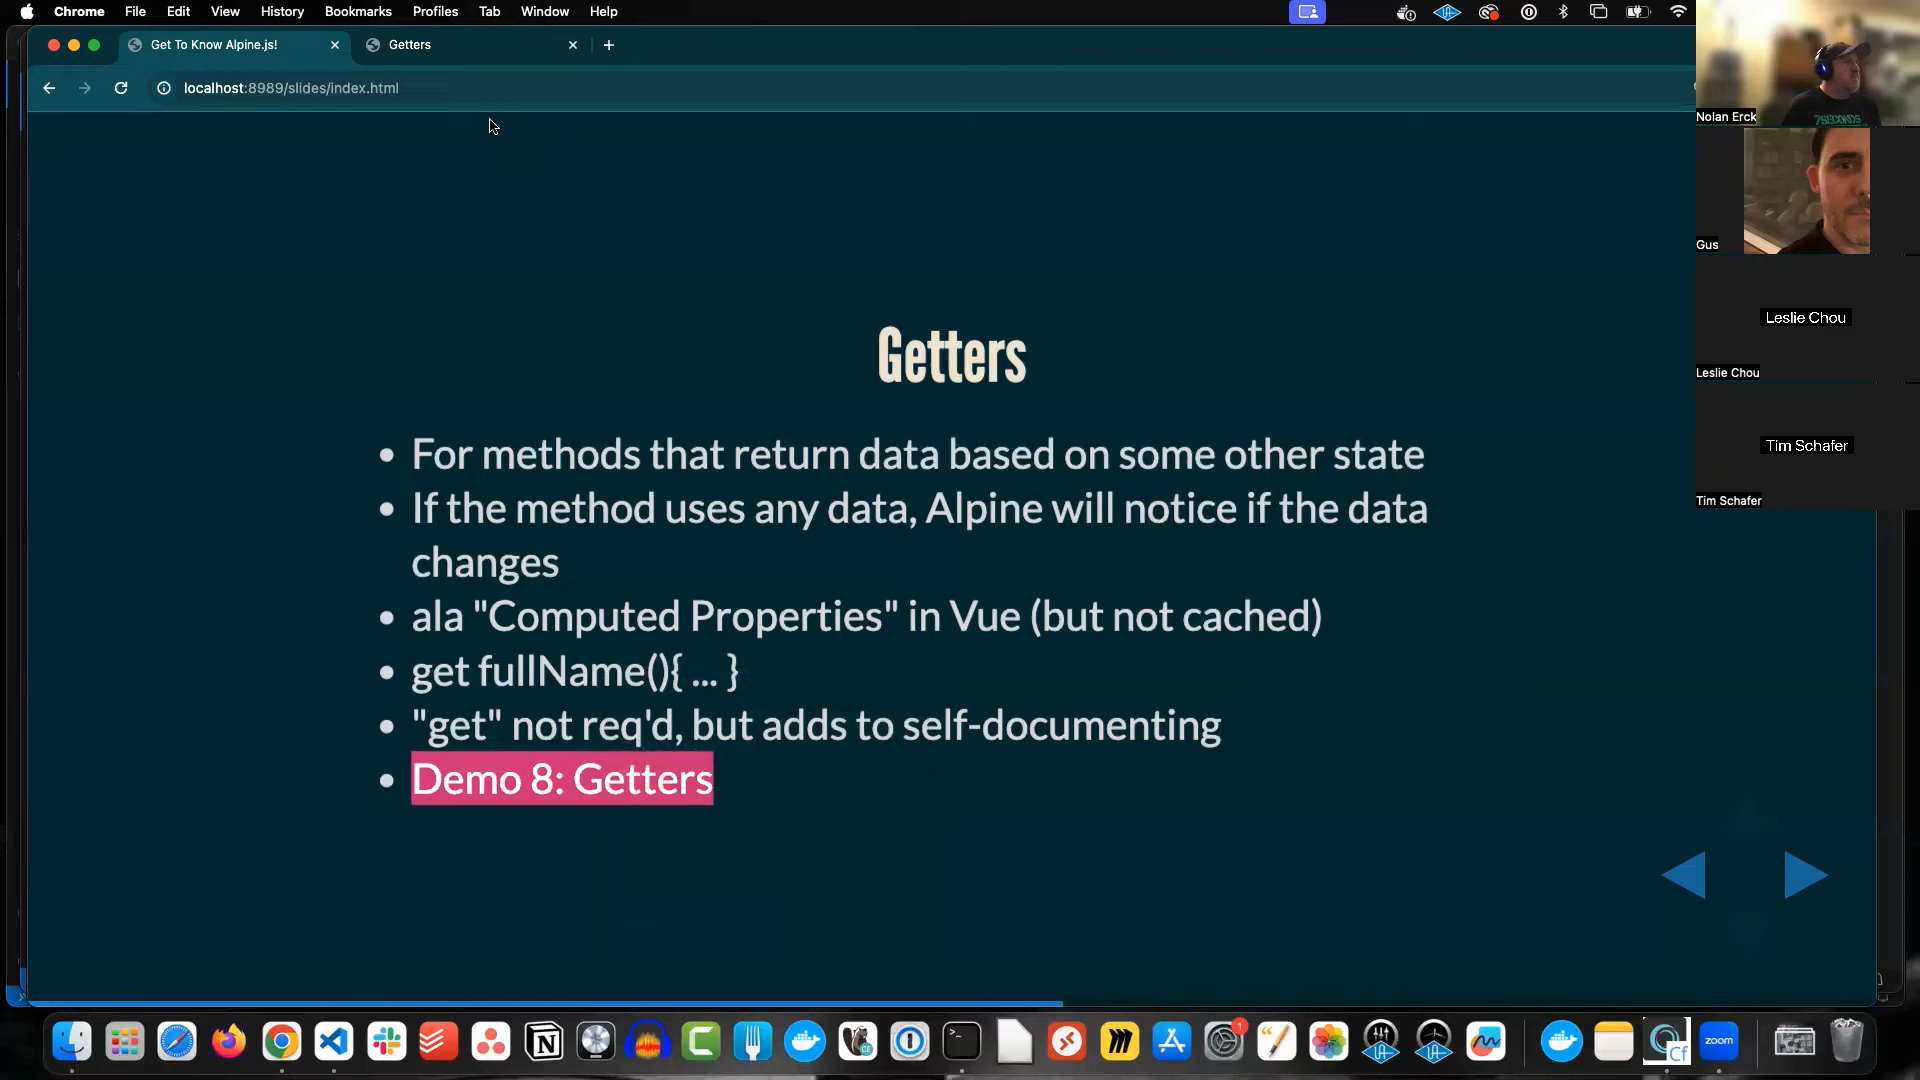 Chrome File Edit View History Bookmarks Profiles Tab Window Help
Get To Know Alpine.js!
Getters
localhost:8989/slides/index.html
Nolan Erck
7SECONDS
Gus
Leslie Chou
Leslie Chou
Tim Schafer
Tim Schafer
Getters
For methods that return data based on some other state
If the method uses any data, Alpine will notice if the data
changes
ala "Computed Properties" in Vue (but not cached)
get fullName(){ ... }
"get" not req'd, but adds to self-documenting
Demo 8: Getters
1
Cf
zoom